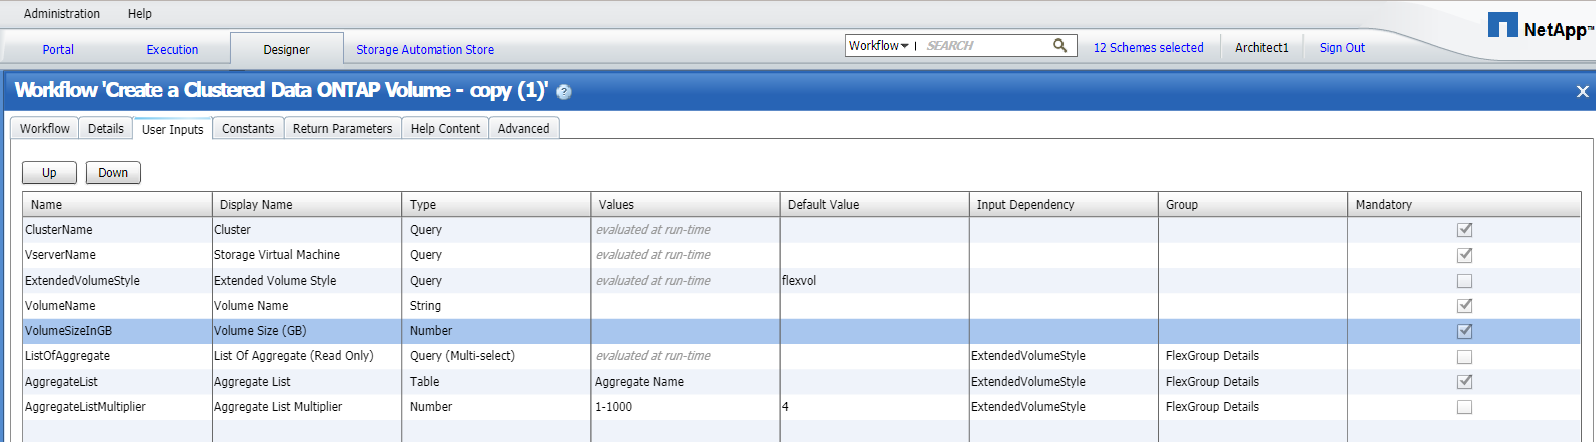 Administration Help
NetApp™
Portal Execution Designer Storage Automation Store Workflow SEARCH 12 Schemes selected Architect1 Sign Out
Workflow 'Create a Clustered Data ONTAP Volume - copy (1)' ?
Workflow Details User Inputs Constants Return Parameters Help Content Advanced
Up Down
Name Display Name Type Values Default Value Input Dependency Group Mandatory
ClusterName Cluster Query evaluated at run-time
VserverName Storage Virtual Machine Query evaluated at run-time
ExtendedVolumeStyle Extended Volume Style Query evaluated at run-time flexvol
VolumeName Volume Name String
VolumeSizeInGB Volume Size (GB) Number
ListOfAggregate List Of Aggregate (Read Only) Query (Multi-select) evaluated at run-time ExtendedVolumeStyle FlexGroup Details
AggregateList Aggregate List Table Aggregate Name ExtendedVolumeStyle FlexGroup Details
AggregateListMultiplier Aggregate List Multiplier Number 1-1000 4 ExtendedVolumeStyle FlexGroup Details